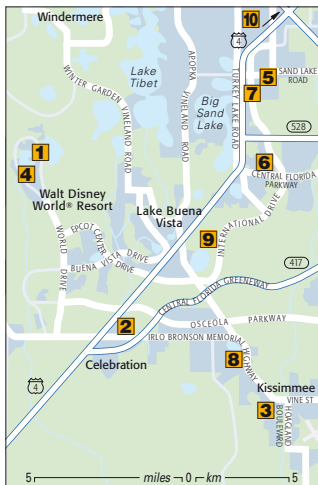 Windermere
10
4
Lake
Tibet
WINTER GARDEN VINELAND ROAD
APOPKA
VINELAND ROAD
Big
Sand
Lake
TURKEY LAKE ROAD
5
SAND LAKE
ROAD
7
528
1
4
6
CENTRAL FLORIDA
PARKWAY
Walt Disney
World® Resort
Lake Buena
Vista
INTERNATIONAL DRIVE
9
EPCOT CENTER
DRIVE
BUENA VISTA DRIVE
WORLD DRIVE
417
CENTRAL FLORIDA GREENEWAY
2
OSCEOLA PARKWAY
IRLO BRONSON MEMORIAL HIGHWAY
8
Celebration
Kissimmee
4
3
VINE ST
HOAGLAND
BOULEVARD
5 miles 0 km 5